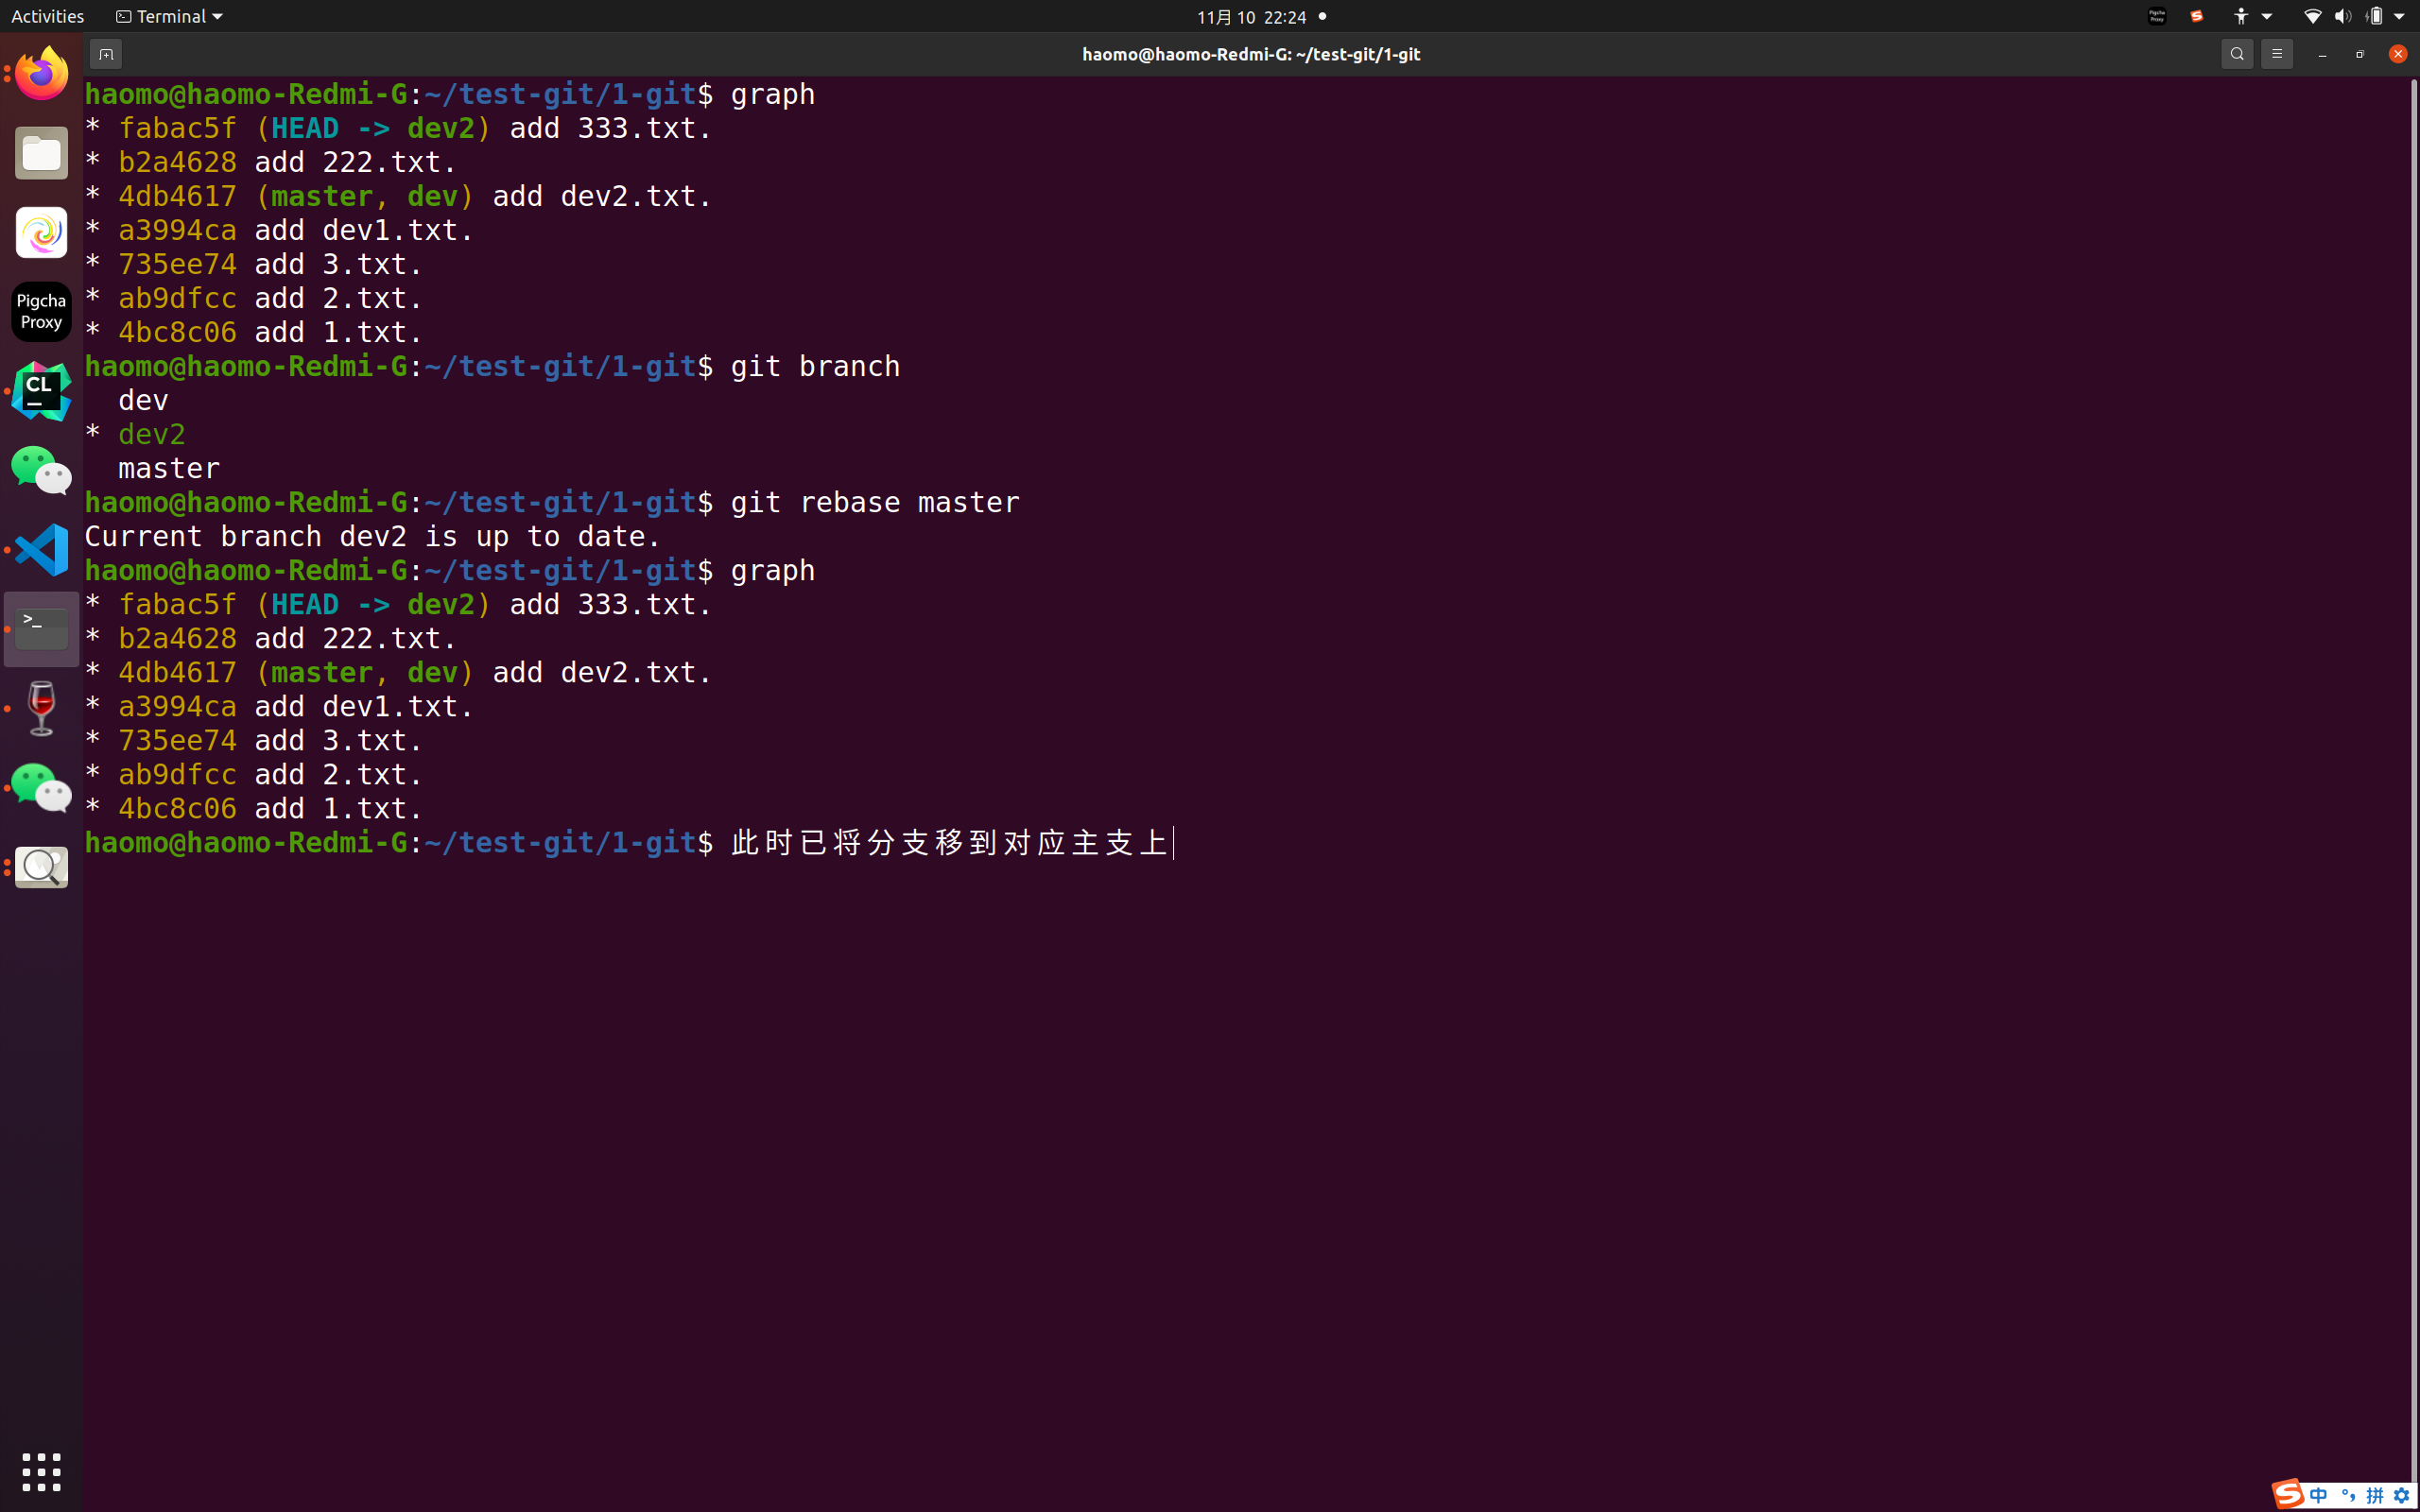 Activities
Terminal
11月 10 22:24
haomo@haomo-Redmi-G: ~/test-git/1-git
haomo@haomo-Redmi-G:~/test-git/1-git$ graph
* fabac5f (HEAD -> dev2) add 333.txt.
* b2a4628 add 222.txt.
* 4db4617 (master, dev) add dev2.txt.
* a3994ca add dev1.txt.
* 735ee74 add 3.txt.
* ab9dfcc add 2.txt.
* 4bc8c06 add 1.txt.
haomo@haomo-Redmi-G:~/test-git/1-git$ git branch
dev
* dev2
master
haomo@haomo-Redmi-G:~/test-git/1-git$ git rebase master
Current branch dev2 is up to date.
haomo@haomo-Redmi-G:~/test-git/1-git$ graph
* fabac5f (HEAD -> dev2) add 333.txt.
* b2a4628 add 222.txt.
* 4db4617 (master, dev) add dev2.txt.
* a3994ca add dev1.txt.
* 735ee74 add 3.txt.
* ab9dfcc add 2.txt.
* 4bc8c06 add 1.txt.
haomo@haomo-Redmi-G:~/test-git/1-git$ 此时已将分支移到对应主支上
Pigcha
Proxy
CL
>_
中 °, 拼